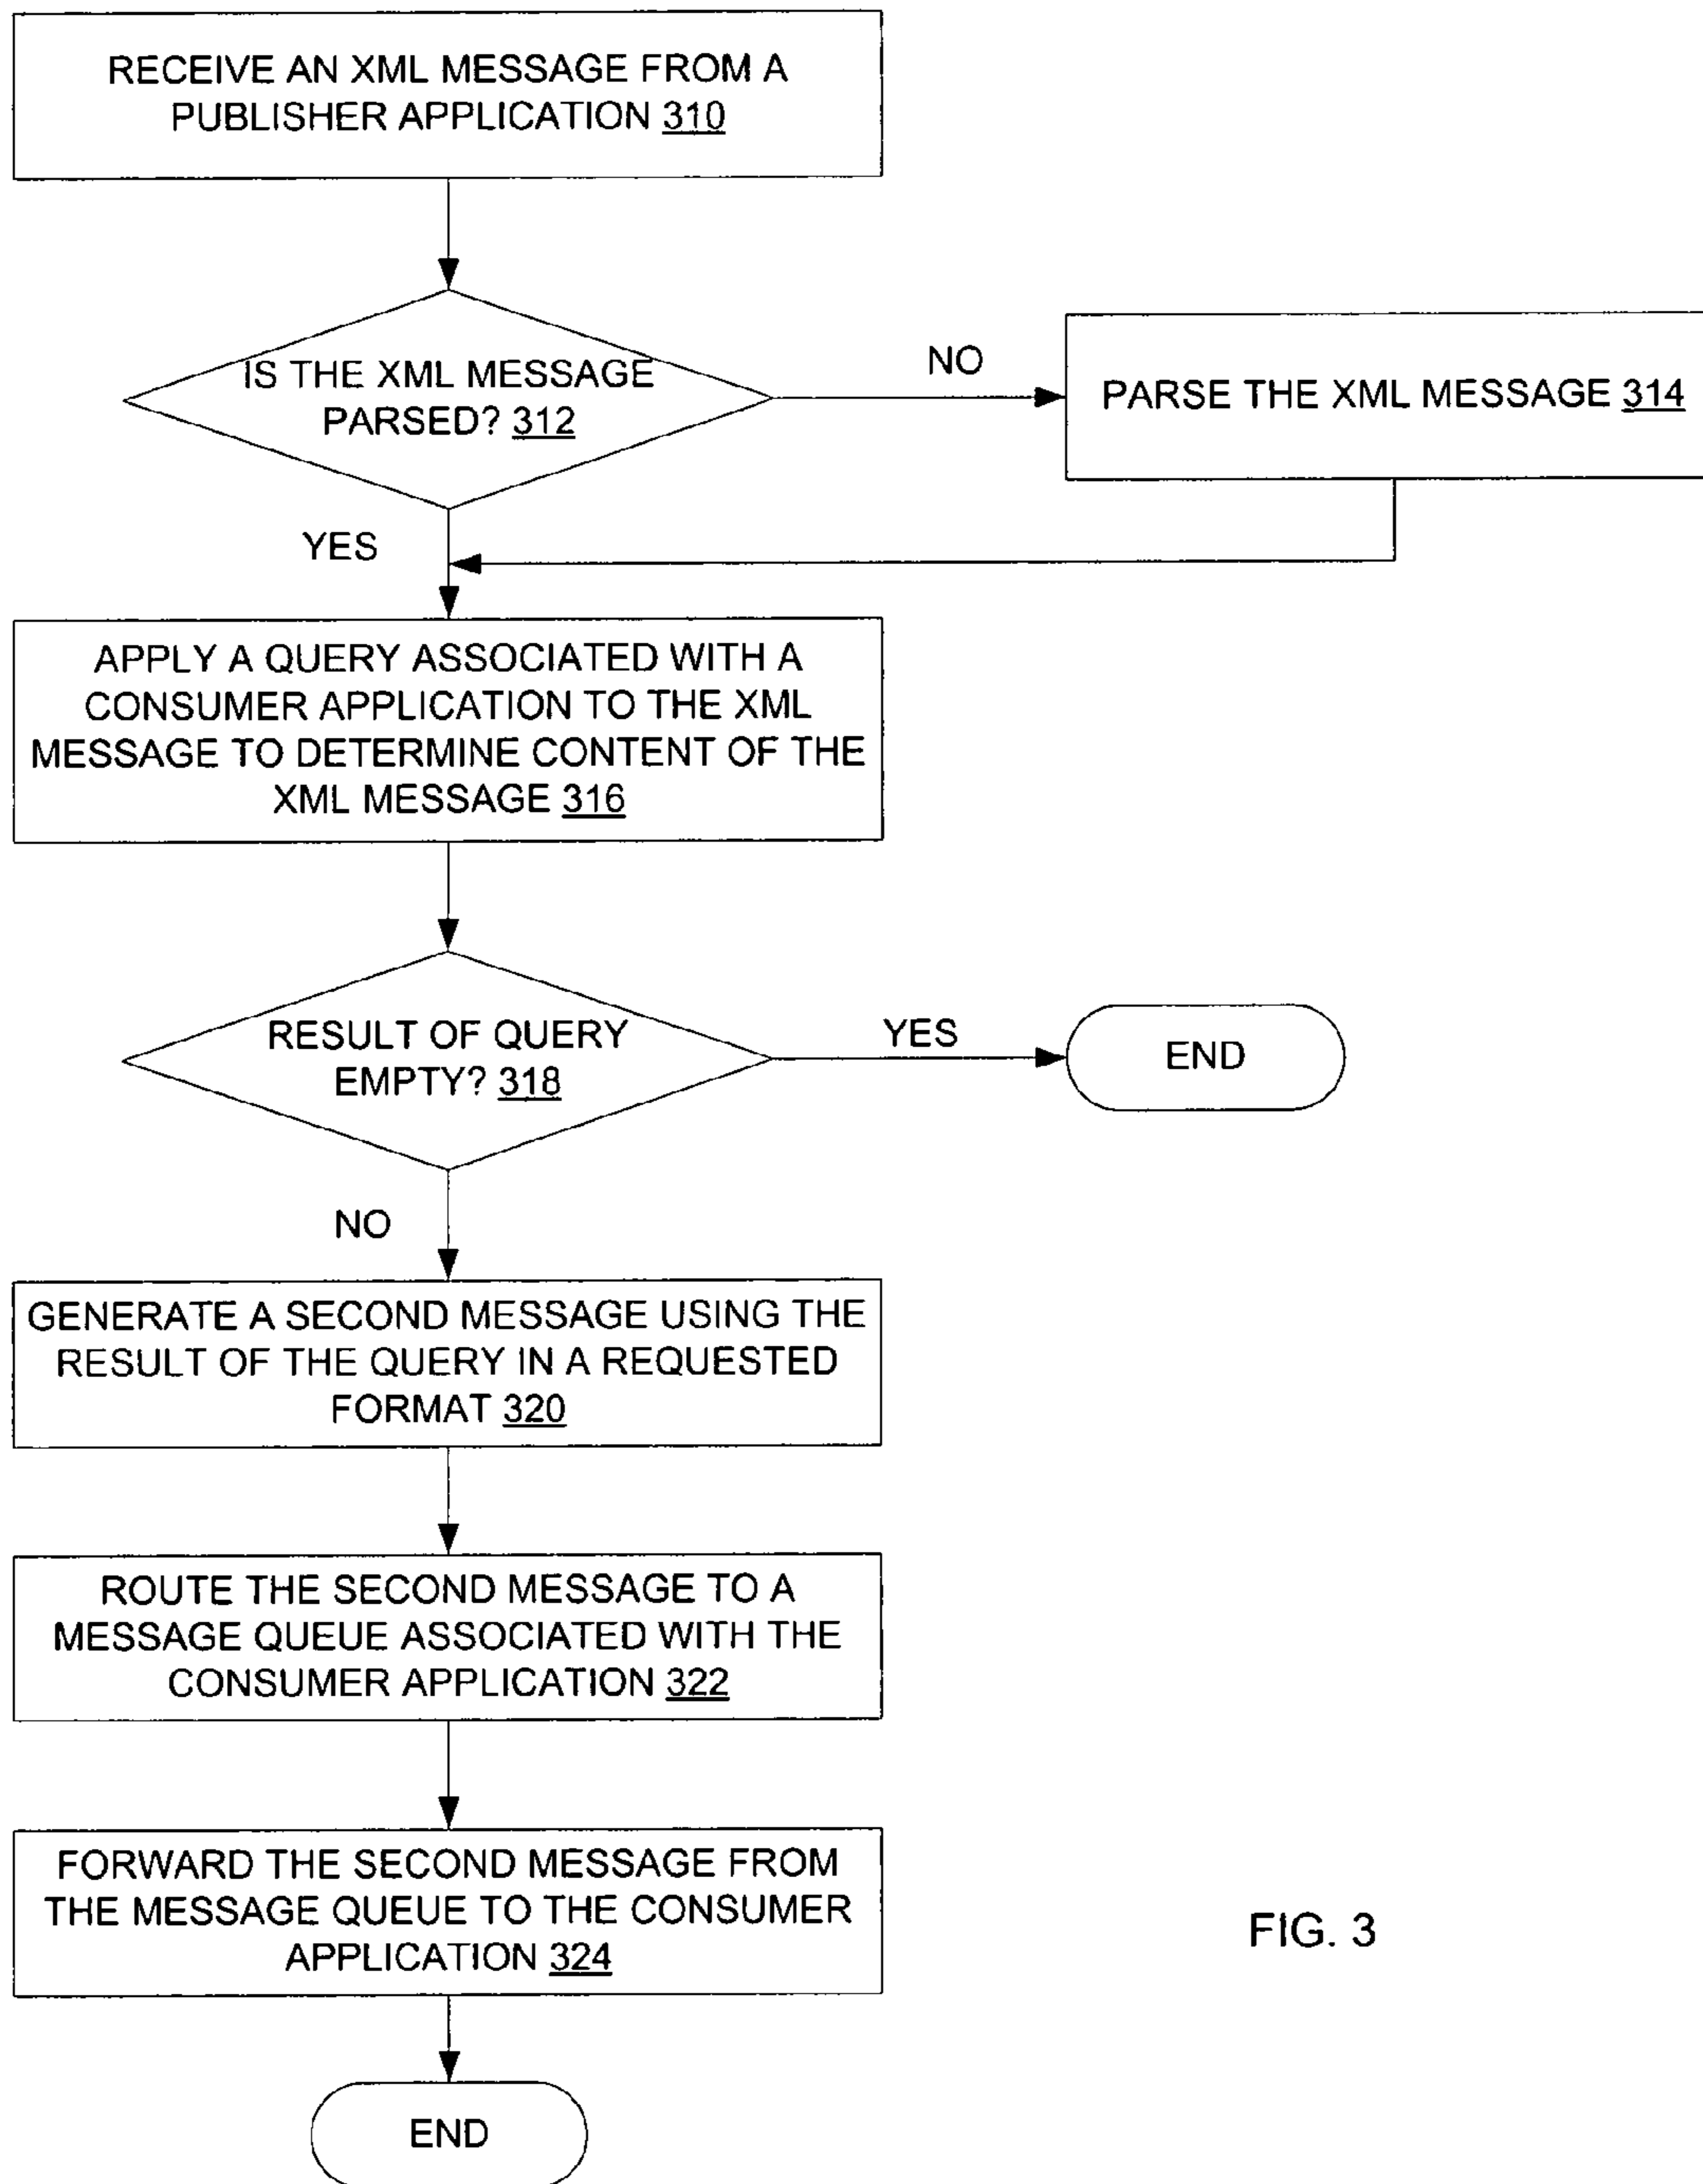 RECEIVE AN XML MESSAGE FROM A
PUBLISHER APPLICATION 310
IS THE XML MESSAGE
PARSED? 312
NO
PARSE THE XML MESSAGE 314
YES
APPLY A QUERY ASSOCIATED WITH A
CONSUMER APPLICATION TO THE XML
MESSAGE TO DETERMINE CONTENT OF THE
XML MESSAGE 316
RESULT OF QUERY
EMPTY? 318
YES
END
NO
GENERATE A SECOND MESSAGE USING THE
RESULT OF THE QUERY IN A REQUESTED
FORMAT 320
ROUTE THE SECOND MESSAGE TO A
MESSAGE QUEUE ASSOCIATED WITH THE
CONSUMER APPLICATION 322
FORWARD THE SECOND MESSAGE FROM
THE MESSAGE QUEUE TO THE CONSUMER
APPLICATION 324
FIG. 3
END